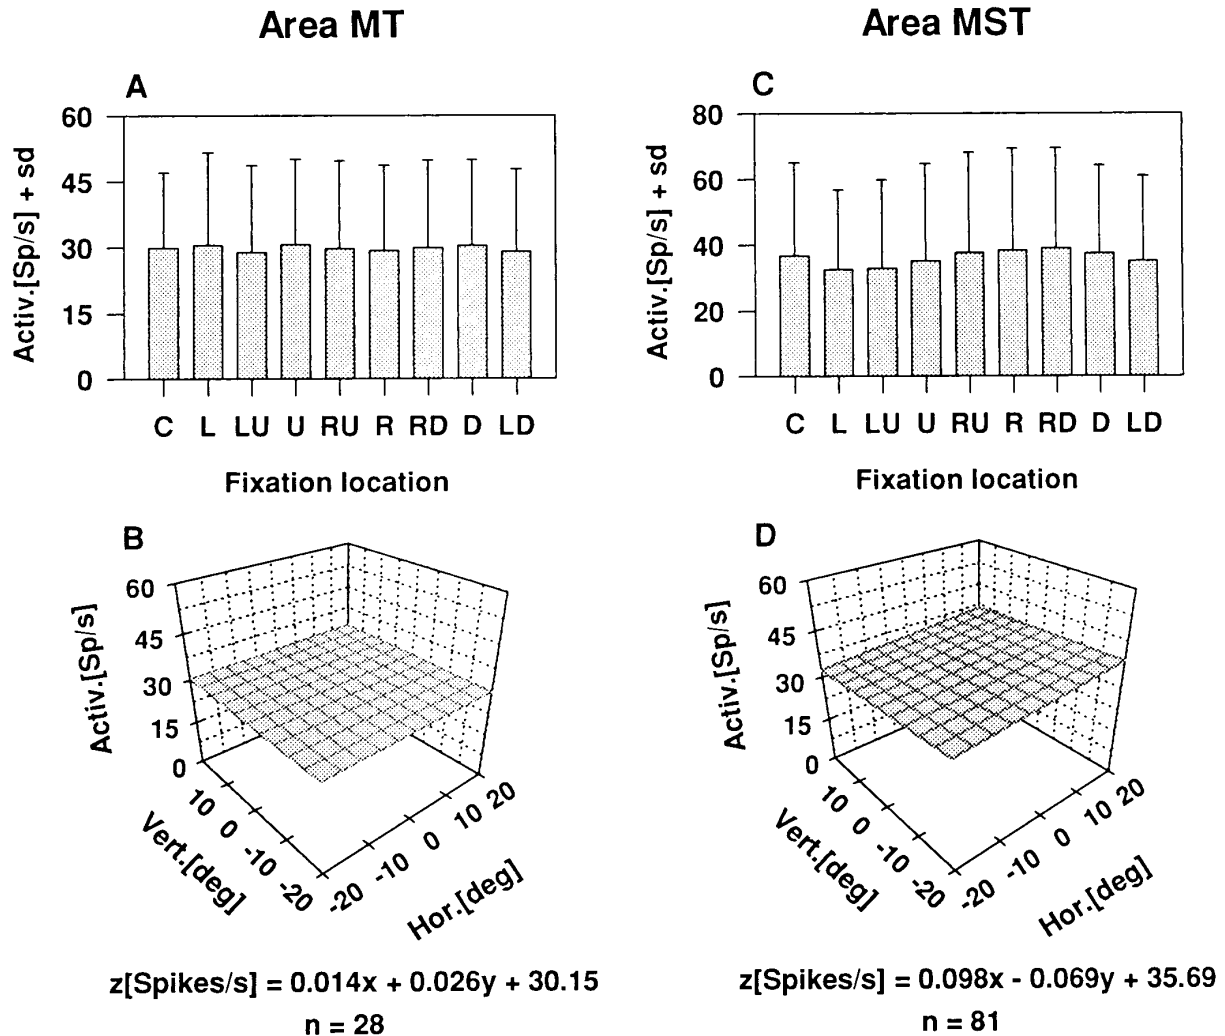 Area MT
Area MST
A
60
45
30
15
0
Activ.[Sp/s] + sd
C L LU U RU R RD D LD
Fixation location
C
80
60
40
20
0
Activ.[Sp/s] + sd
C L LU U RU R RD D LD
Fixation location
B
60
45
30
15
0
Activ.[Sp/s]
10 0 -10 -20
Vert.[deg]
-20 -10 0 10 20
Hor.[deg]
z[Spikes/s] = 0.014x + 0.026y + 30.15
n = 28
D
60
45
30
15
0
Activ.[Sp/s]
10 0 -10 -20
Vert.[deg]
-20 -10 0 10 20
Hor.[deg]
z[Spikes/s] = 0.098x - 0.069y + 35.69
n = 81